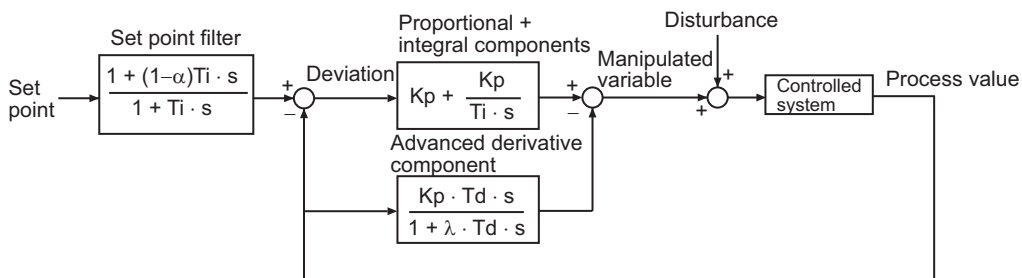 Set point filter
1 + (1–α)Ti · s
1 + Ti · s
Set
point
+
–
Deviation
Proportional +
integral components
Kp + Kp
Ti · s
+
–
Advanced derivative
component
Kp · Td · s
1 + λ · Td · s
Manipulated
variable
Disturbance
+
+
Controlled
system
Process value